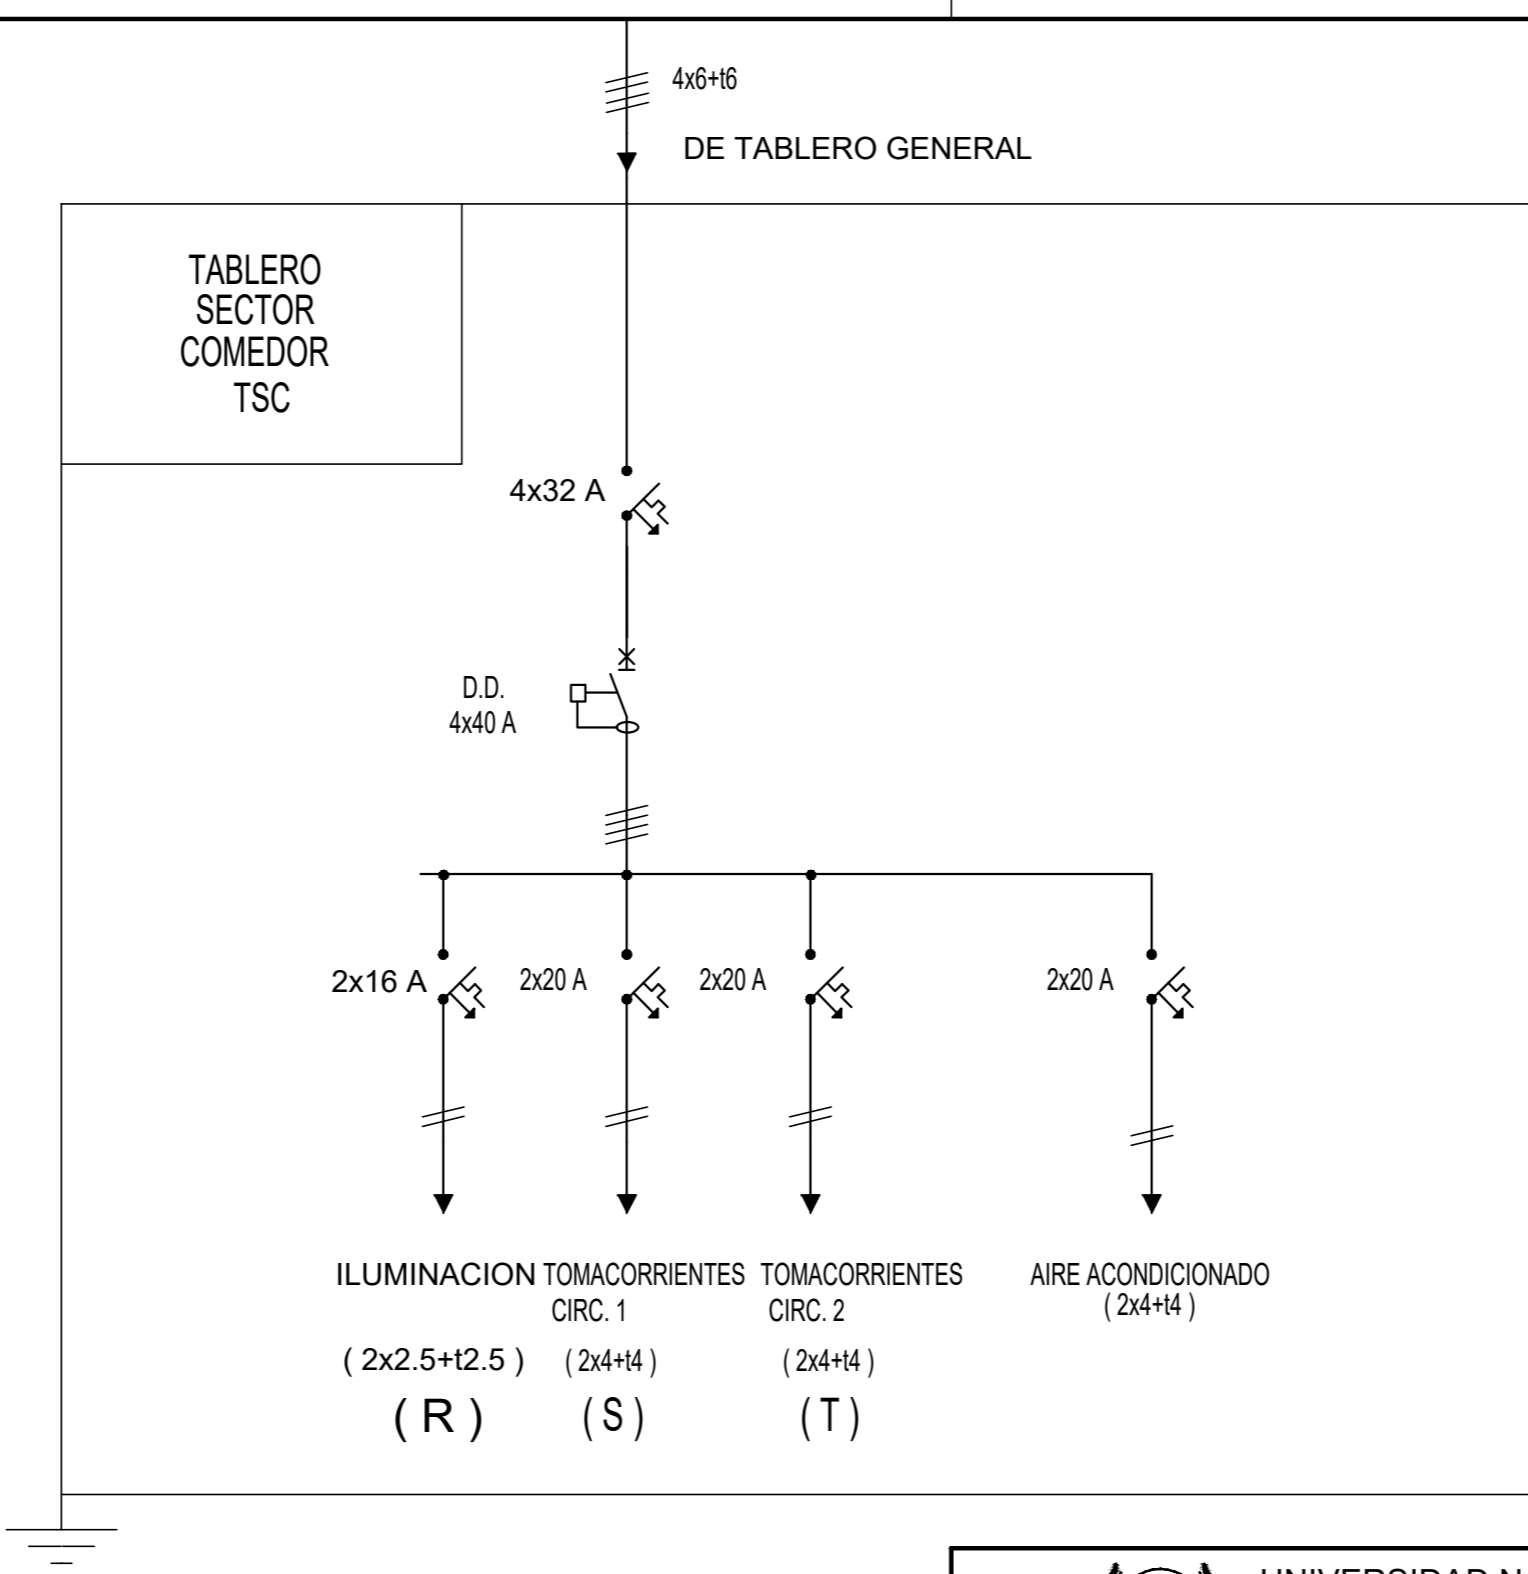 4x6+t6
DE TABLERO GENERAL
TABLERO
SECTOR
COMEDOR
TSC
4x32 A
D.D.
4x40 A
2x16 A
2x20 A
2x20 A
2x20 A
ILUMINACION
( 2x2.5+t2.5 )
( R )
TOMACORRIENTES
CIRC. 1
( 2x4+t4 )
( S )
TOMACORRIENTES
CIRC. 2
( 2x4+t4 )
( T )
AIRE ACONDICIONADO
( 2x4+t4 )
UNIVERSIDAD N